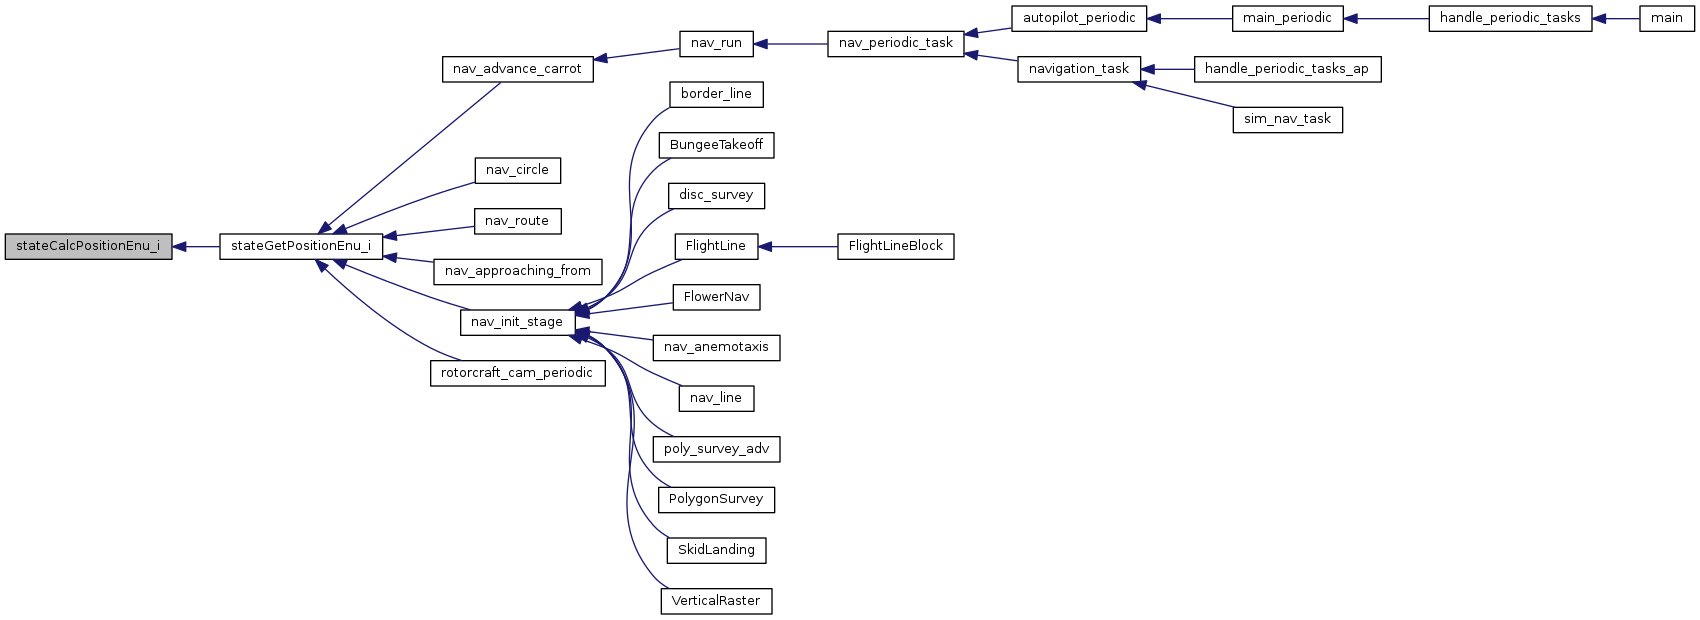 autopilot_periodic
main_periodic
handle_periodic_tasks
main
nav_run
nav_periodic_task
nav_advance_carrot
navigation_task
handle_periodic_tasks_ap
border_line
sim_nav_task
BungeeTakeoff
nav_circle
disc_survey
nav_route
stateCalcPositionEnu_i
stateGetPositionEnu_i
FlightLine
FlightLineBlock
nav_approaching_from
FlowerNav
nav_init_stage
nav_anemotaxis
rotorcraft_cam_periodic
nav_line
poly_survey_adv
PolygonSurvey
SkidLanding
VerticalRaster